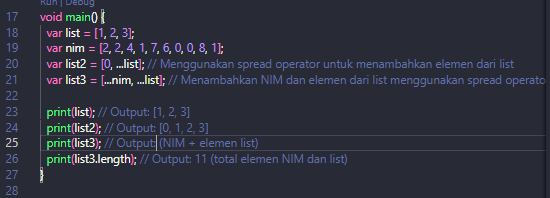 Run | Debug
17 void main() {
18 var list = [1, 2, 3];
19 var nim = [2, 2, 4, 1, 7, 6, 0, 0, 8, 1];
20 var list2 = [0, ...list]; // Menggunakan spread operator untuk menambahkan elemen dari list
21 var list3 = [...nim, ...list]; // Menambahkan NIM dan elemen dari list menggunakan spread operato
22
23 print(list); // Output: [1, 2, 3]
24 print(list2); // Output: [0, 1, 2, 3]
25 print(list3); // Output: (NIM + elemen list)
26 print(list3.length); // Output: 11 (total elemen NIM dan list)
27 }
28